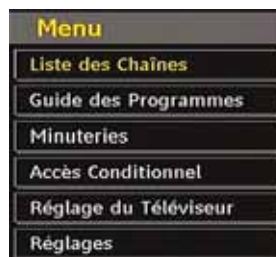 Menu
Liste des Chaînes
Guide des Programmes
Minuteries
Accès Conditionnel
Réglage du Téléviseur
Réglages